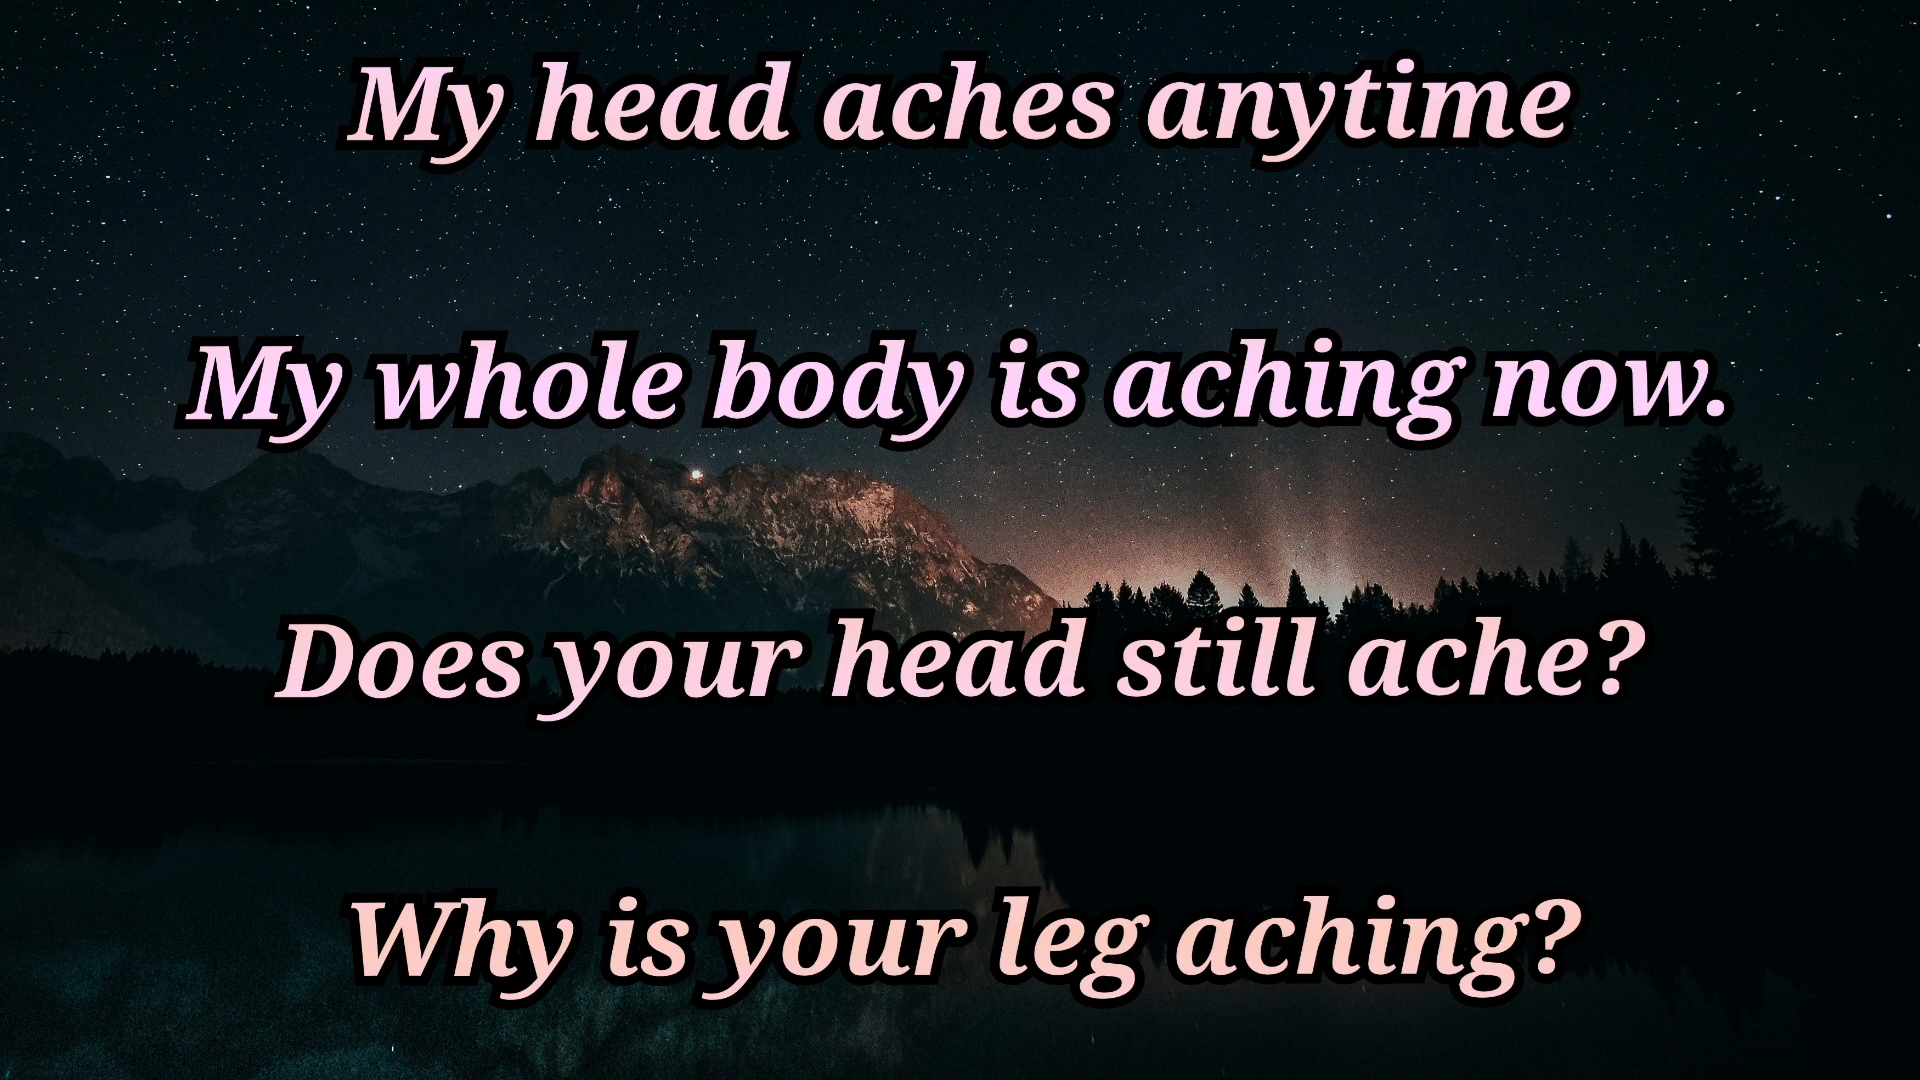 My head aches anytime
My whole body is aching now.
Does your head still ache?
Why is your leg aching?